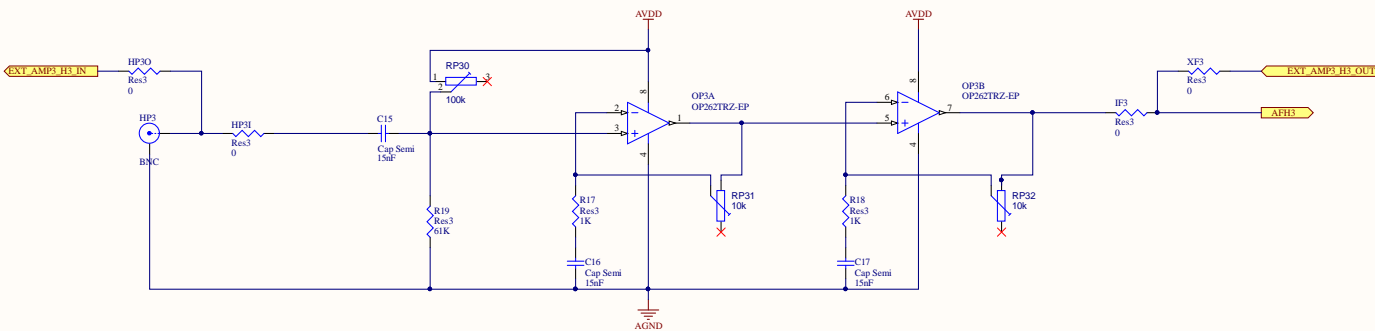 AVDD
AVDD
EXT_AMP3_H3_IN
HP3O
Res3
0
RP30
1
3
2
100k
8
OP3A
OP262TRZ-EP
8
OP3B
OP262TRZ-EP
XF3
Res3
0
EXT_AMP3_H3_OUT
HP3
BNC
HP3I
Res3
0
C15
Cap Semi
15nF
2
3
1
4
6
5
7
4
IF3
Res3
0
AFH3
R19
Res3
61K
R17
Res3
1K
RP31
10k
R18
Res3
1K
RP32
10k
C16
Cap Semi
15nF
C17
Cap Semi
15nF
AGND